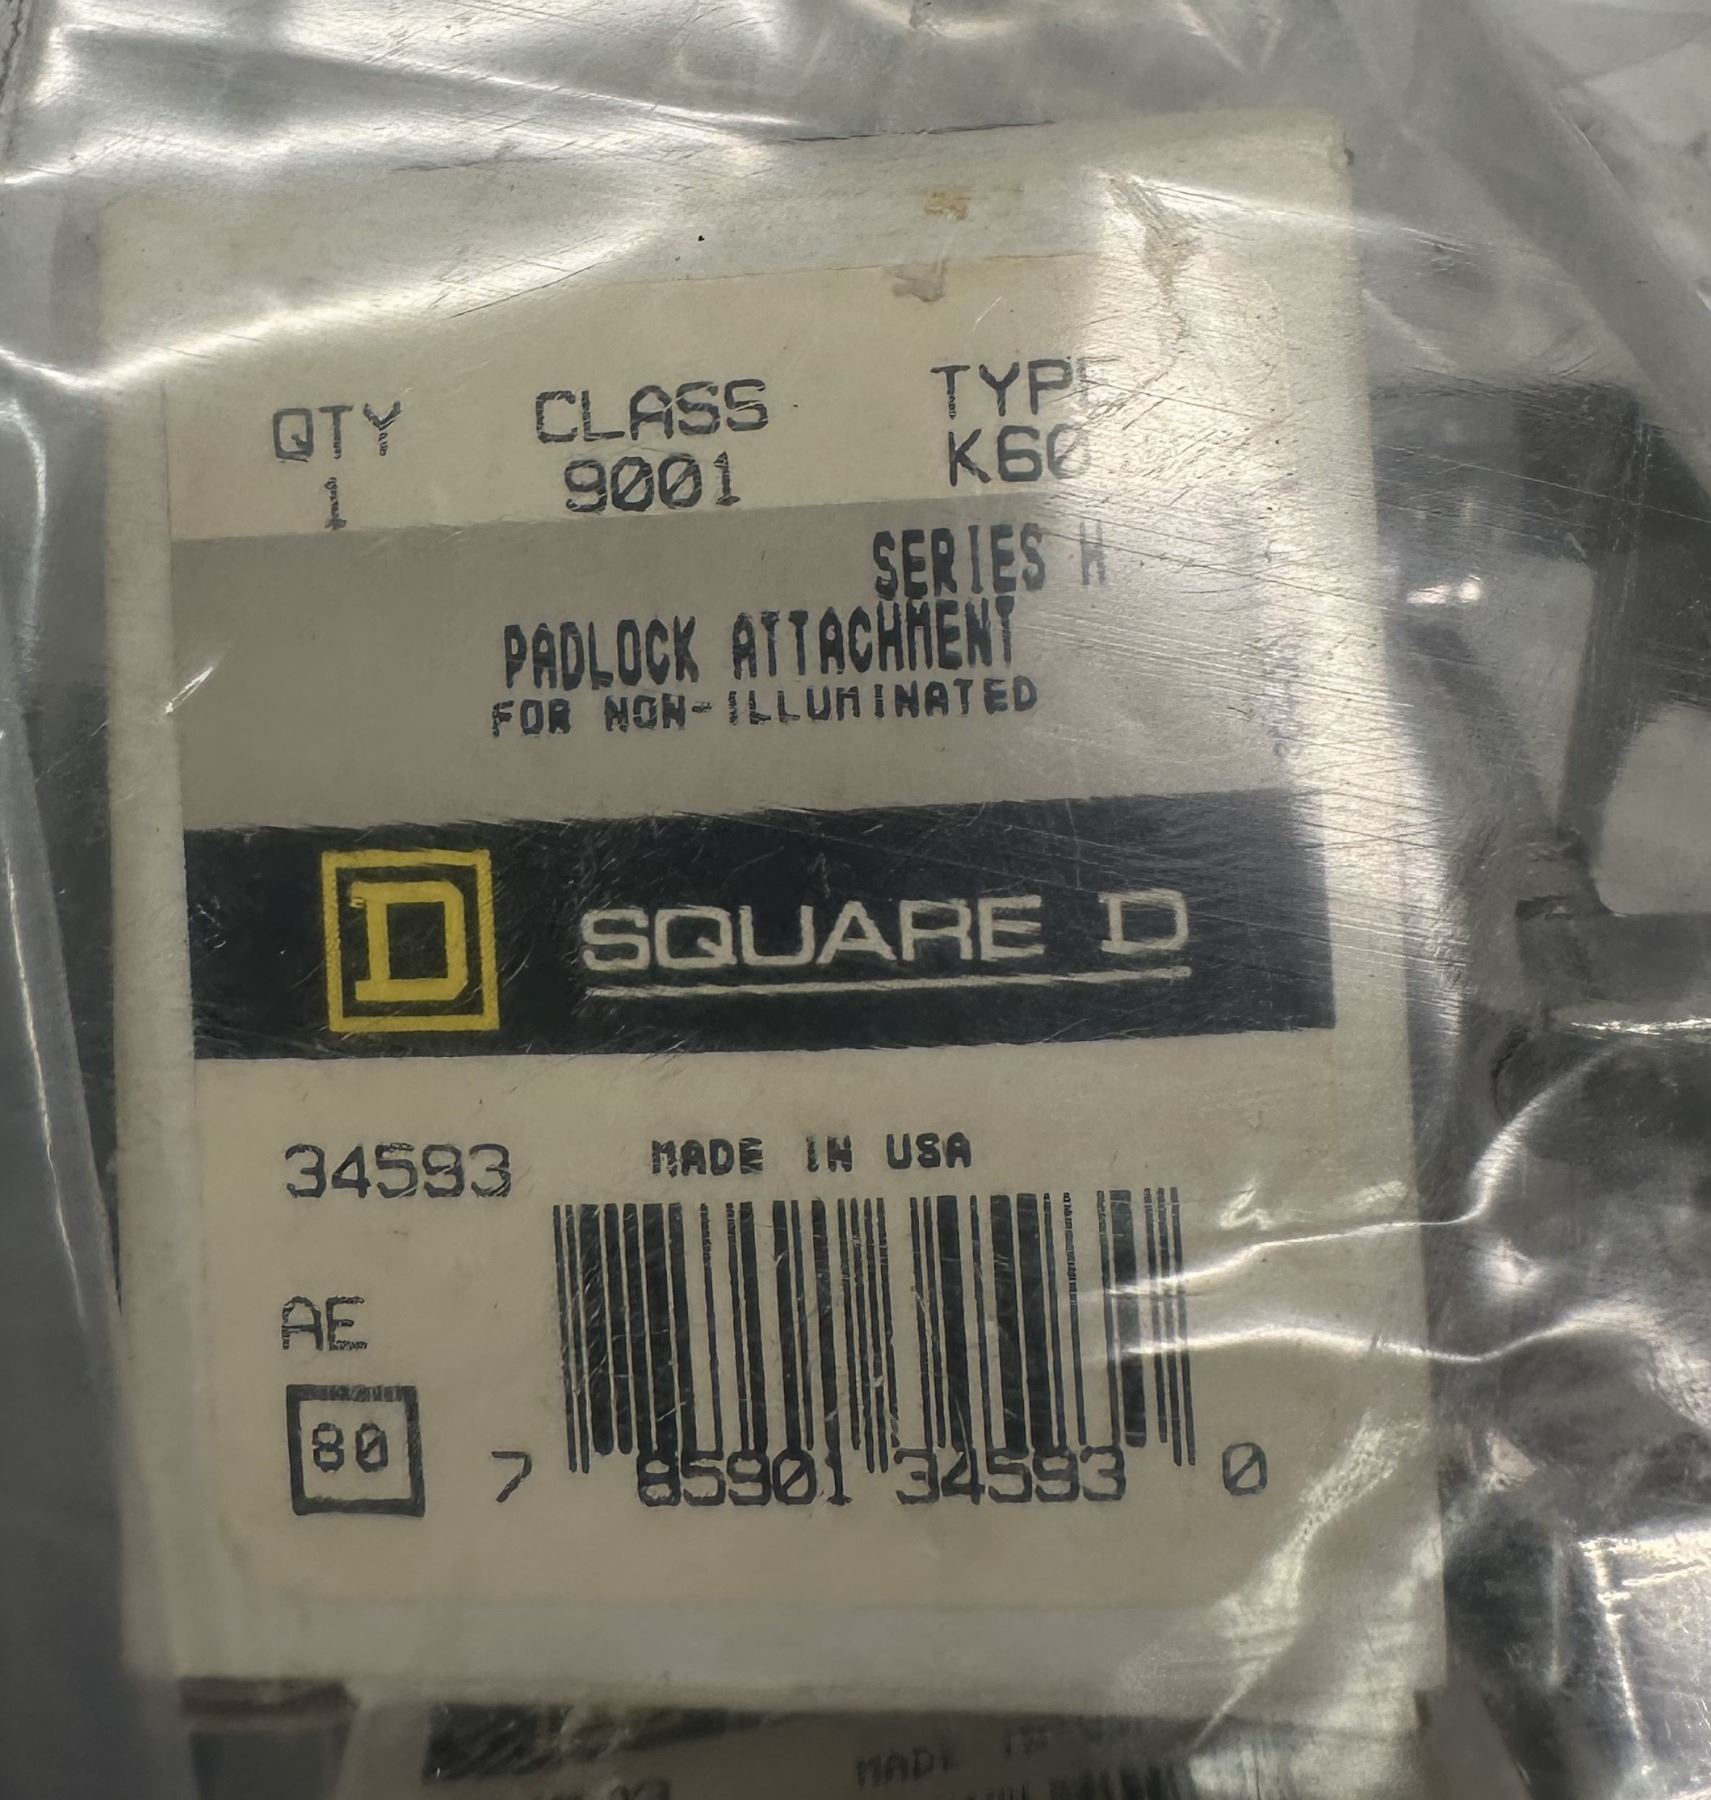 QTY CLASS TYPE
1 9001 K60
SERIES H
PADLOCK ATTACHMENT
FOR NON-ILLUMINATED
D SQUARE D
34593 MADE IN USA
AE
80
7 85901 34593 0
MADE